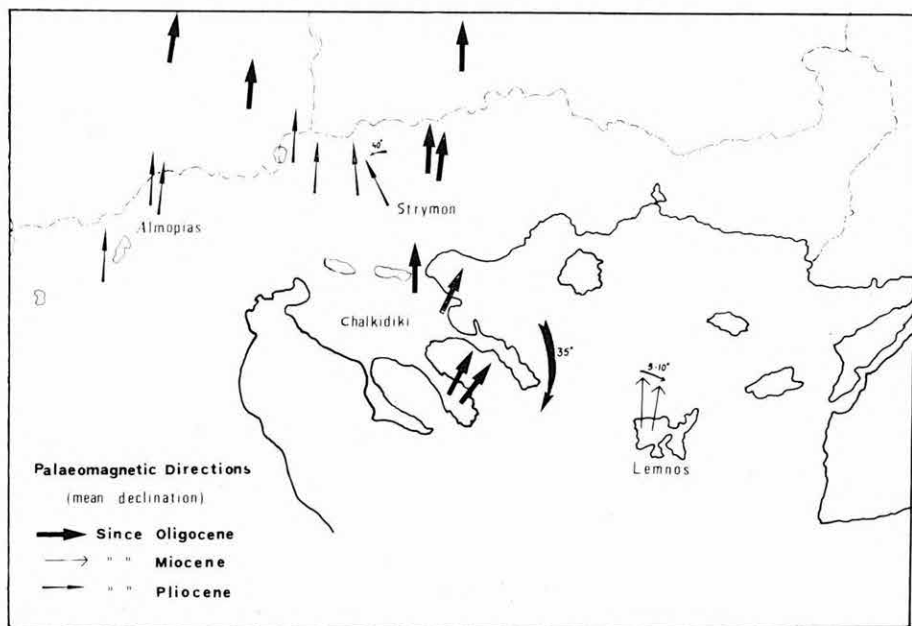 40°
Strymon
Almopias
Chalkidiki
35°
5-10°
Lemnos
Palaeomagnetic Directions
(mean declination)
Since Oligocene
" " Miocene
" " Pliocene